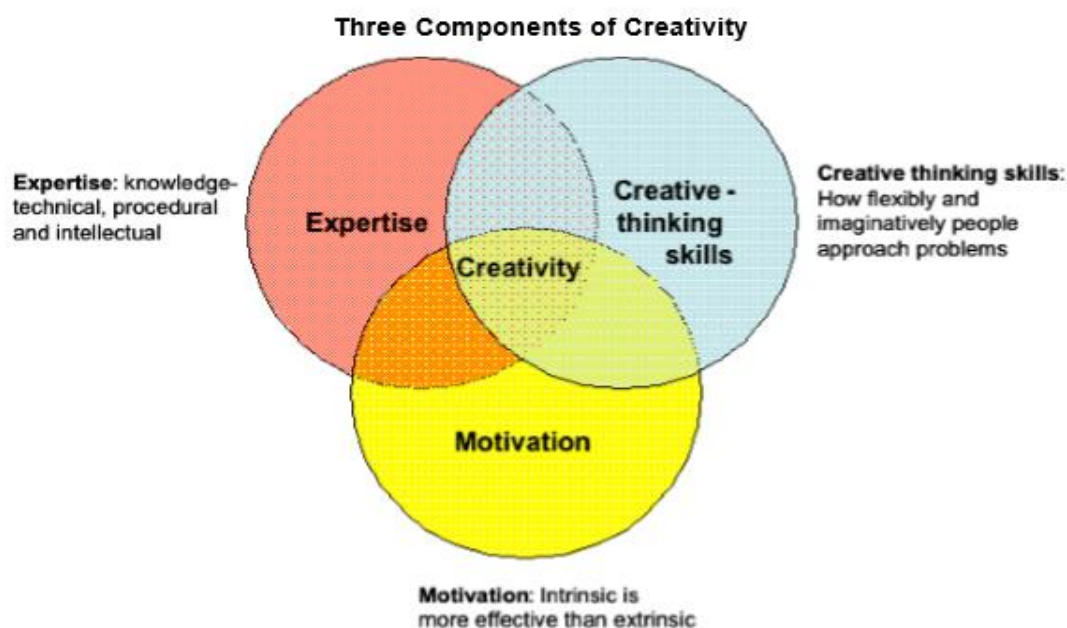 Three Components of Creativity
Expertise: knowledge-
technical, procedural
and intellectual
Expertise
Creative -
thinking
skills
Creative thinking skills:
How flexibly and
imaginatively people
approach problems
Creativity
Motivation
Motivation: Intrinsic is
more effective than extrinsic